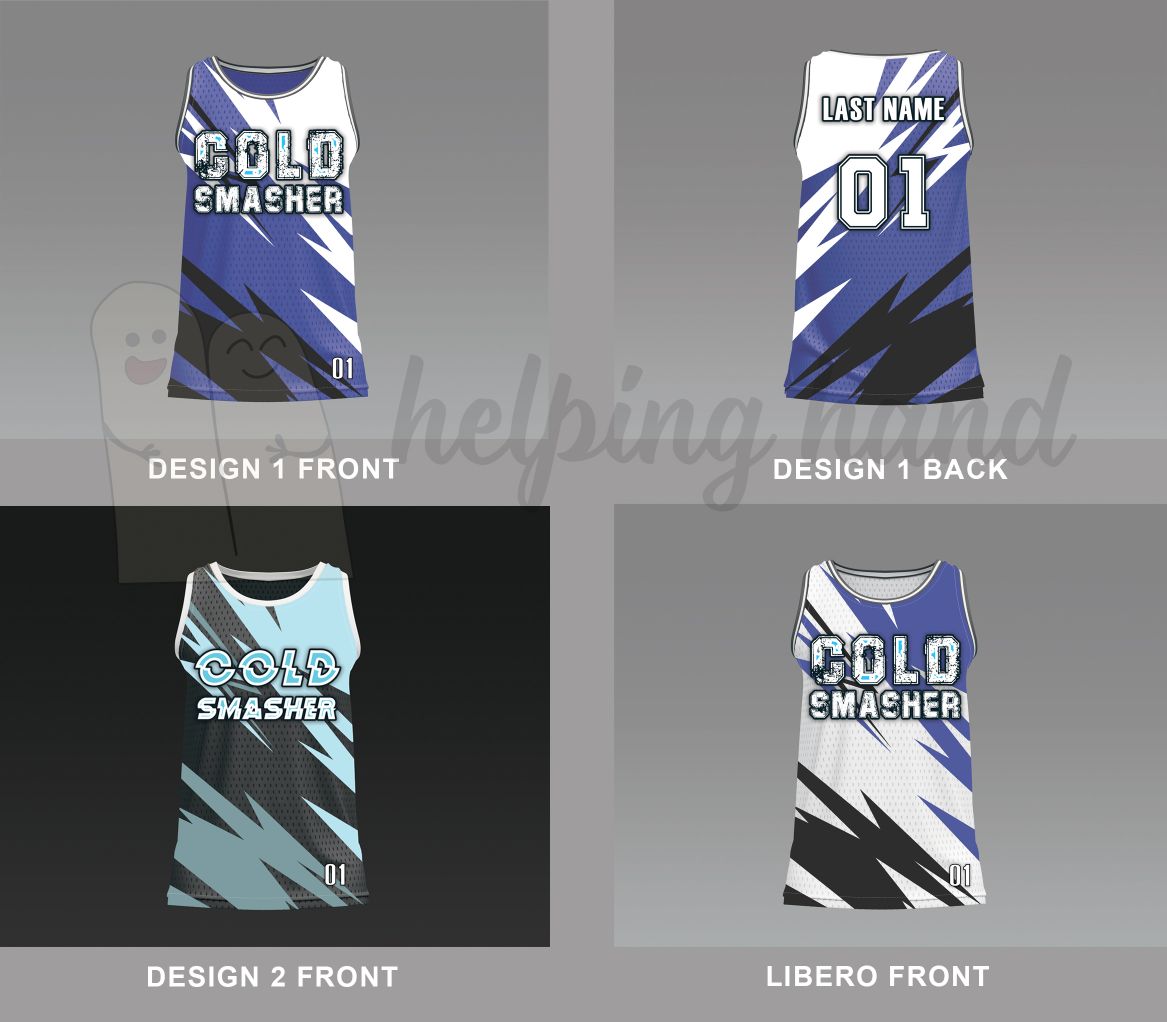 COLD
SMASHER
01
LAST NAME
01
helping hand
DESIGN 1 FRONT
DESIGN 1 BACK
COLD
SMASHER
01
COLD
SMASHER
01
DESIGN 2 FRONT
LIBERO FRONT